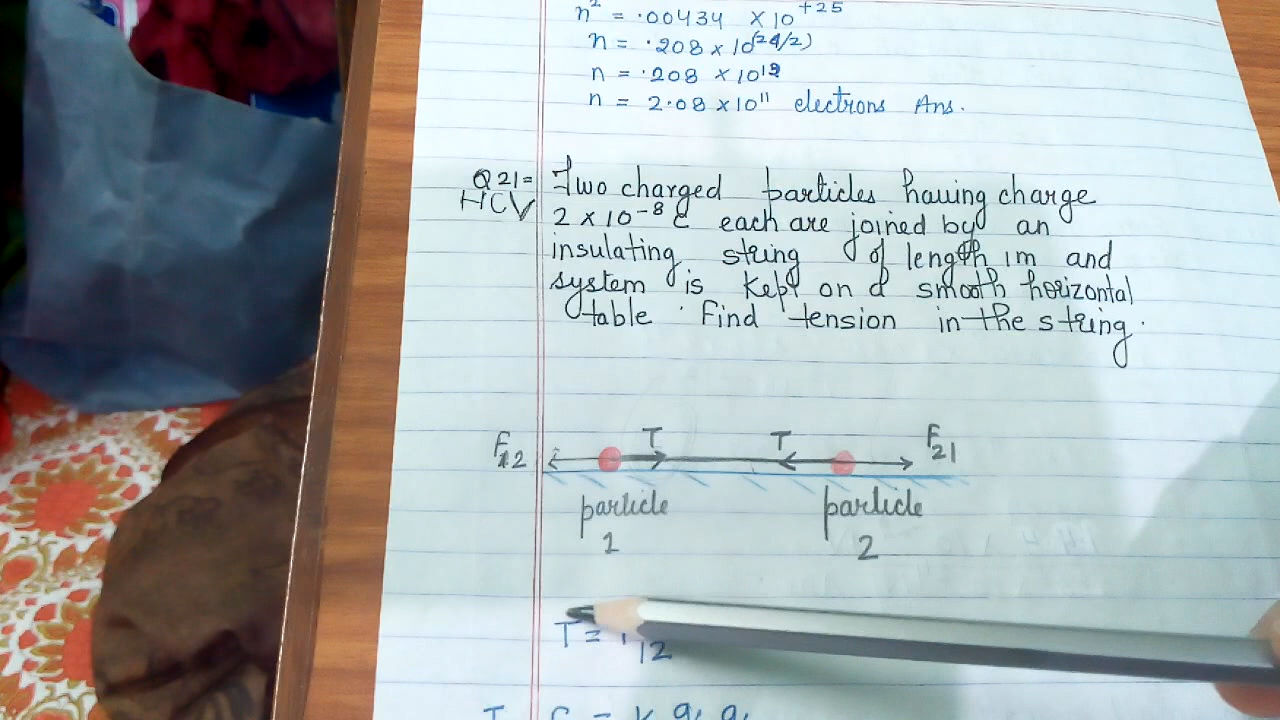 n² = .00434 × 10⁺²⁵
n = .208 × 10⁽²⁴/²⁾
n = .208 × 10¹²
n = 2.08 × 10¹¹ electrons Ans.
Q21= Two charged particles having charge
HCV 2 × 10⁻⁸ C each are joined by an
insulating string of length 1m and
system is kept on a smooth horizontal
table. Find tension in the string.
F₁₂ T T F₂₁
particle particle
1 2
T = 12